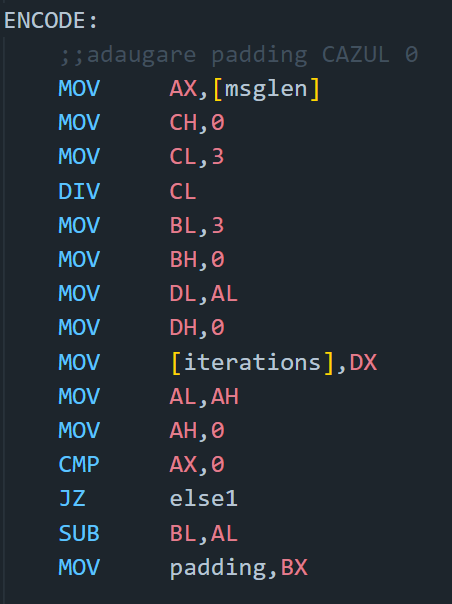 ENCODE:
;;adaugare padding CAZUL 0
MOV AX,[msglen]
MOV CH,0
MOV CL,3
DIV CL
MOV BL,3
MOV BH,0
MOV DL,AL
MOV DH,0
MOV [iterations],DX
MOV AL,AH
MOV AH,0
CMP AX,0
JZ else1
SUB BL,AL
MOV padding,BX